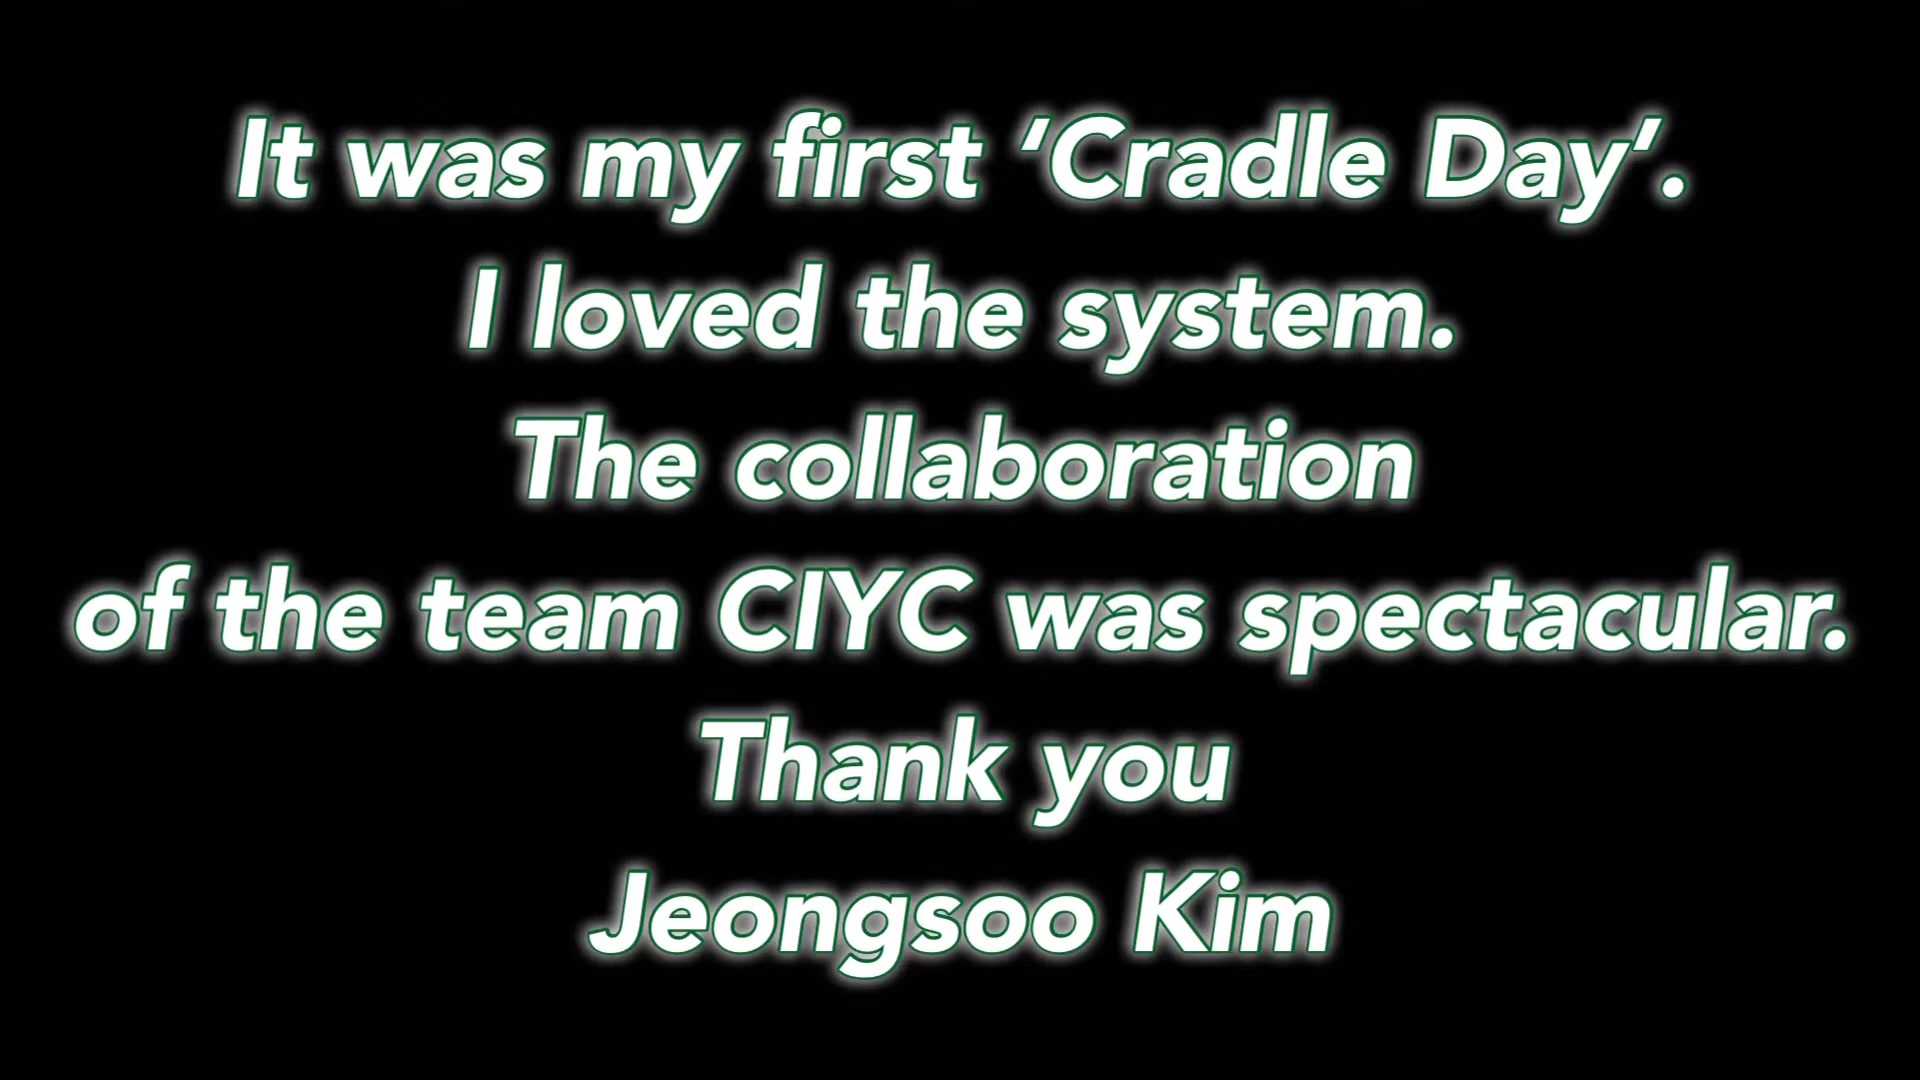 It was my first ‘Cradle Day’.
I loved the system.
The collaboration
of the team CIYC was spectacular.
Thank you
Jeongsoo Kim